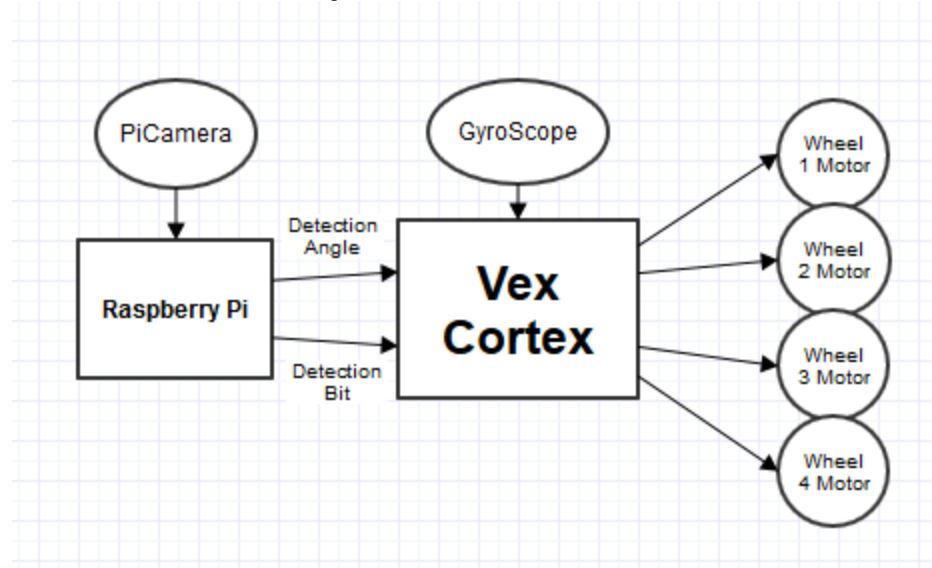 PiCamera
GyroScope
Wheel
1 Motor
Detection
Angle
Wheel
2 Motor
Raspberry Pi
Vex
Cortex
Detection
Bit
Wheel
3 Motor
Wheel
4 Motor